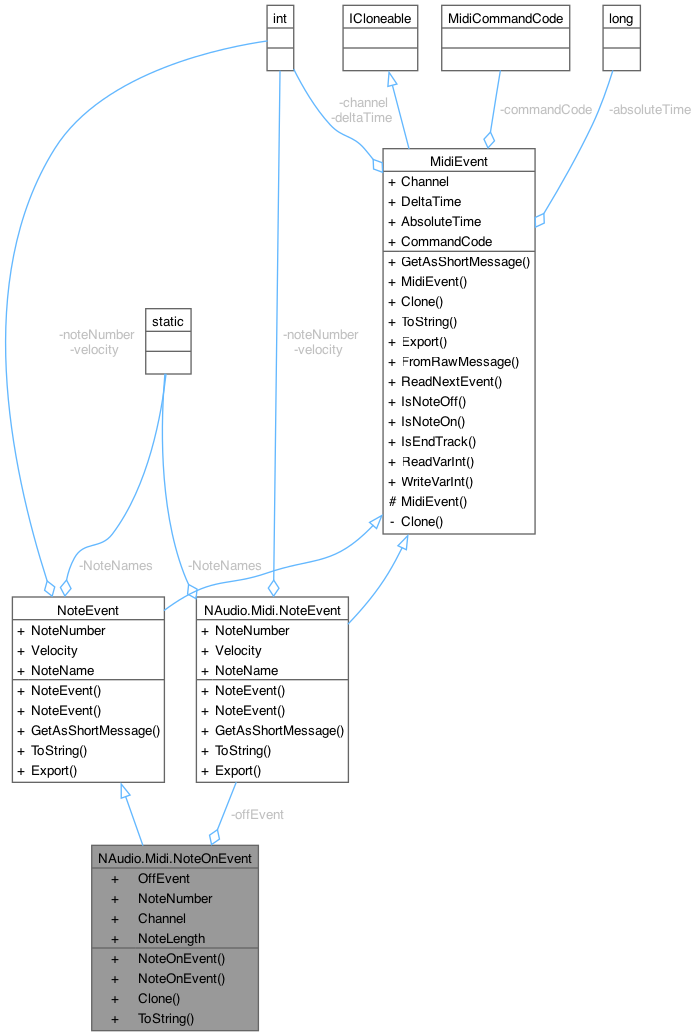 int
ICloneable
MidiCommandCode
long
-channel
-deltaTime
-commandCode
-absoluteTime
MidiEvent
+ Channel
+ DeltaTime
+ AbsoluteTime
+ CommandCode
+ GetAsShortMessage()
+ MidiEvent()
+ Clone()
+ ToString()
+ Export()
+ FromRawMessage()
+ ReadNextEvent()
+ IsNoteOff()
+ IsNoteOn()
+ IsEndTrack()
+ ReadVarInt()
+ WriteVarInt()
# MidiEvent()
- Clone()
static
-noteNumber
-velocity
-noteNumber
-velocity
-NoteNames
-NoteNames
NoteEvent
+ NoteNumber
+ Velocity
+ NoteName
+ NoteEvent()
+ NoteEvent()
+ GetAsShortMessage()
+ ToString()
+ Export()
NAudio.Midi.NoteEvent
+ NoteNumber
+ Velocity
+ NoteName
+ NoteEvent()
+ NoteEvent()
+ GetAsShortMessage()
+ ToString()
+ Export()
-offEvent
NAudio.Midi.NoteOnEvent
+ OffEvent
+ NoteNumber
+ Channel
+ NoteLength
+ NoteOnEvent()
+ NoteOnEvent()
+ Clone()
+ ToString()